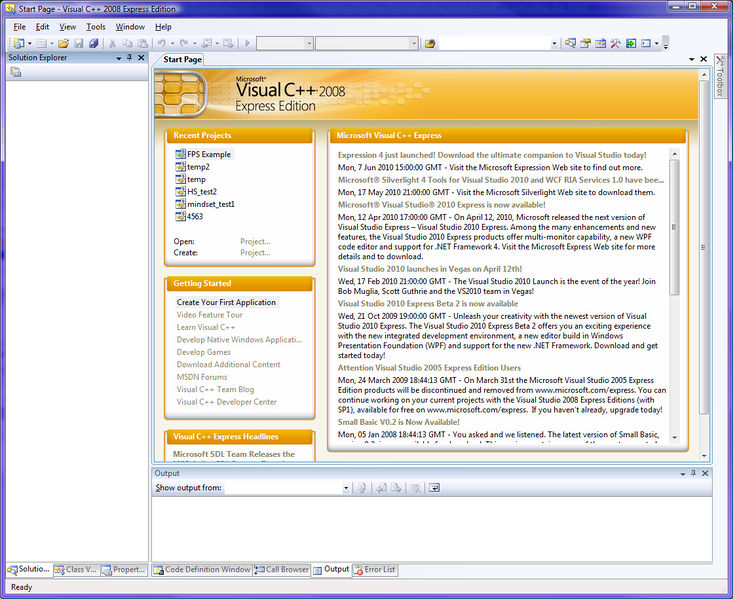 Start Page - Visual C++ 2008 Express Edition
File Edit View Tools Window Help
Solution Explorer
Start Page
Toolbox
Microsoft®
Visual C++ 2008
Express Edition
Recent Projects
FPS Example
temp2
temp
HS_test2
mindset_test1
4563
Open: Project...
Create: Project...
Getting Started
Create Your First Application
Video Feature Tour
Learn Visual C++
Develop Native Windows Applicati...
Develop Games
Download Additional Content
MSDN Forums
Visual C++ Team Blog
Visual C++ Developer Center
Visual C++ Express Headlines
Microsoft SDL Team Releases the
Microsoft Visual C++ Express
Expression 4 just launched! Download the ultimate companion to Visual Studio today!
Mon, 7 Jun 2010 15:00:00 GMT - Visit the Microsoft Expression Web site to find out more.
Microsoft® Silverlight 4 Tools for Visual Studio 2010 and WCF RIA Services 1.0 have bee...
Mon, 17 May 2010 21:00:00 GMT - Visit the Microsoft Silverlight Web site to download them.
Microsoft® Visual Studio® 2010 Express is now available!
Mon, 12 Apr 2010 17:00:00 GMT - On April 12, 2010, Microsoft released the next version of
Visual Studio Express – Visual Studio 2010 Express. Among the many enhancements and new
features, the Visual Studio 2010 Express products offer multi-monitor capability, a new WPF
code editor and support for .NET Framework 4. Visit the Microsoft Express Web site for more
details and to download.
Visual Studio 2010 launches in Vegas on April 12th!
Wed, 17 Feb 2010 21:00:00 GMT - The Visual Studio 2010 Launch is the event of the year! Join
Bob Muglia, Scott Guthrie and the VS2010 team in Vegas!
Visual Studio 2010 Express Beta 2 is now available
Wed, 21 Oct 2009 19:00:00 GMT - Unleash your creativity with the newest version of Visual
Studio 2010 Express. The Visual Studio 2010 Express Beta 2 offers you an exciting experience
with the new integrated development environment, a new editor build in Windows
Presentation Foundation (WPF) and support for the new .NET Framework. Download and get
started today!
Attention Visual Studio 2005 Express Edition Users
Mon, 24 March 2009 18:44:13 GMT - On March 31st the Microsoft Visual Studio 2005 Express
Edition products will be discontinued and removed from www.microsoft.com/express. You can
continue working on your current projects with the Visual Studio 2008 Express Editions (with
SP1), available for free on www.microsoft.com/express. If you haven't already, upgrade today!
Small Basic V0.2 is Now Available!
Mon, 05 Jan 2008 18:44:13 GMT - You asked and we listened. The latest version of Small Basic,
Output
Show output from:
Solutio... Class V... Propert... Code Definition Window Call Browser Output Error List
Ready